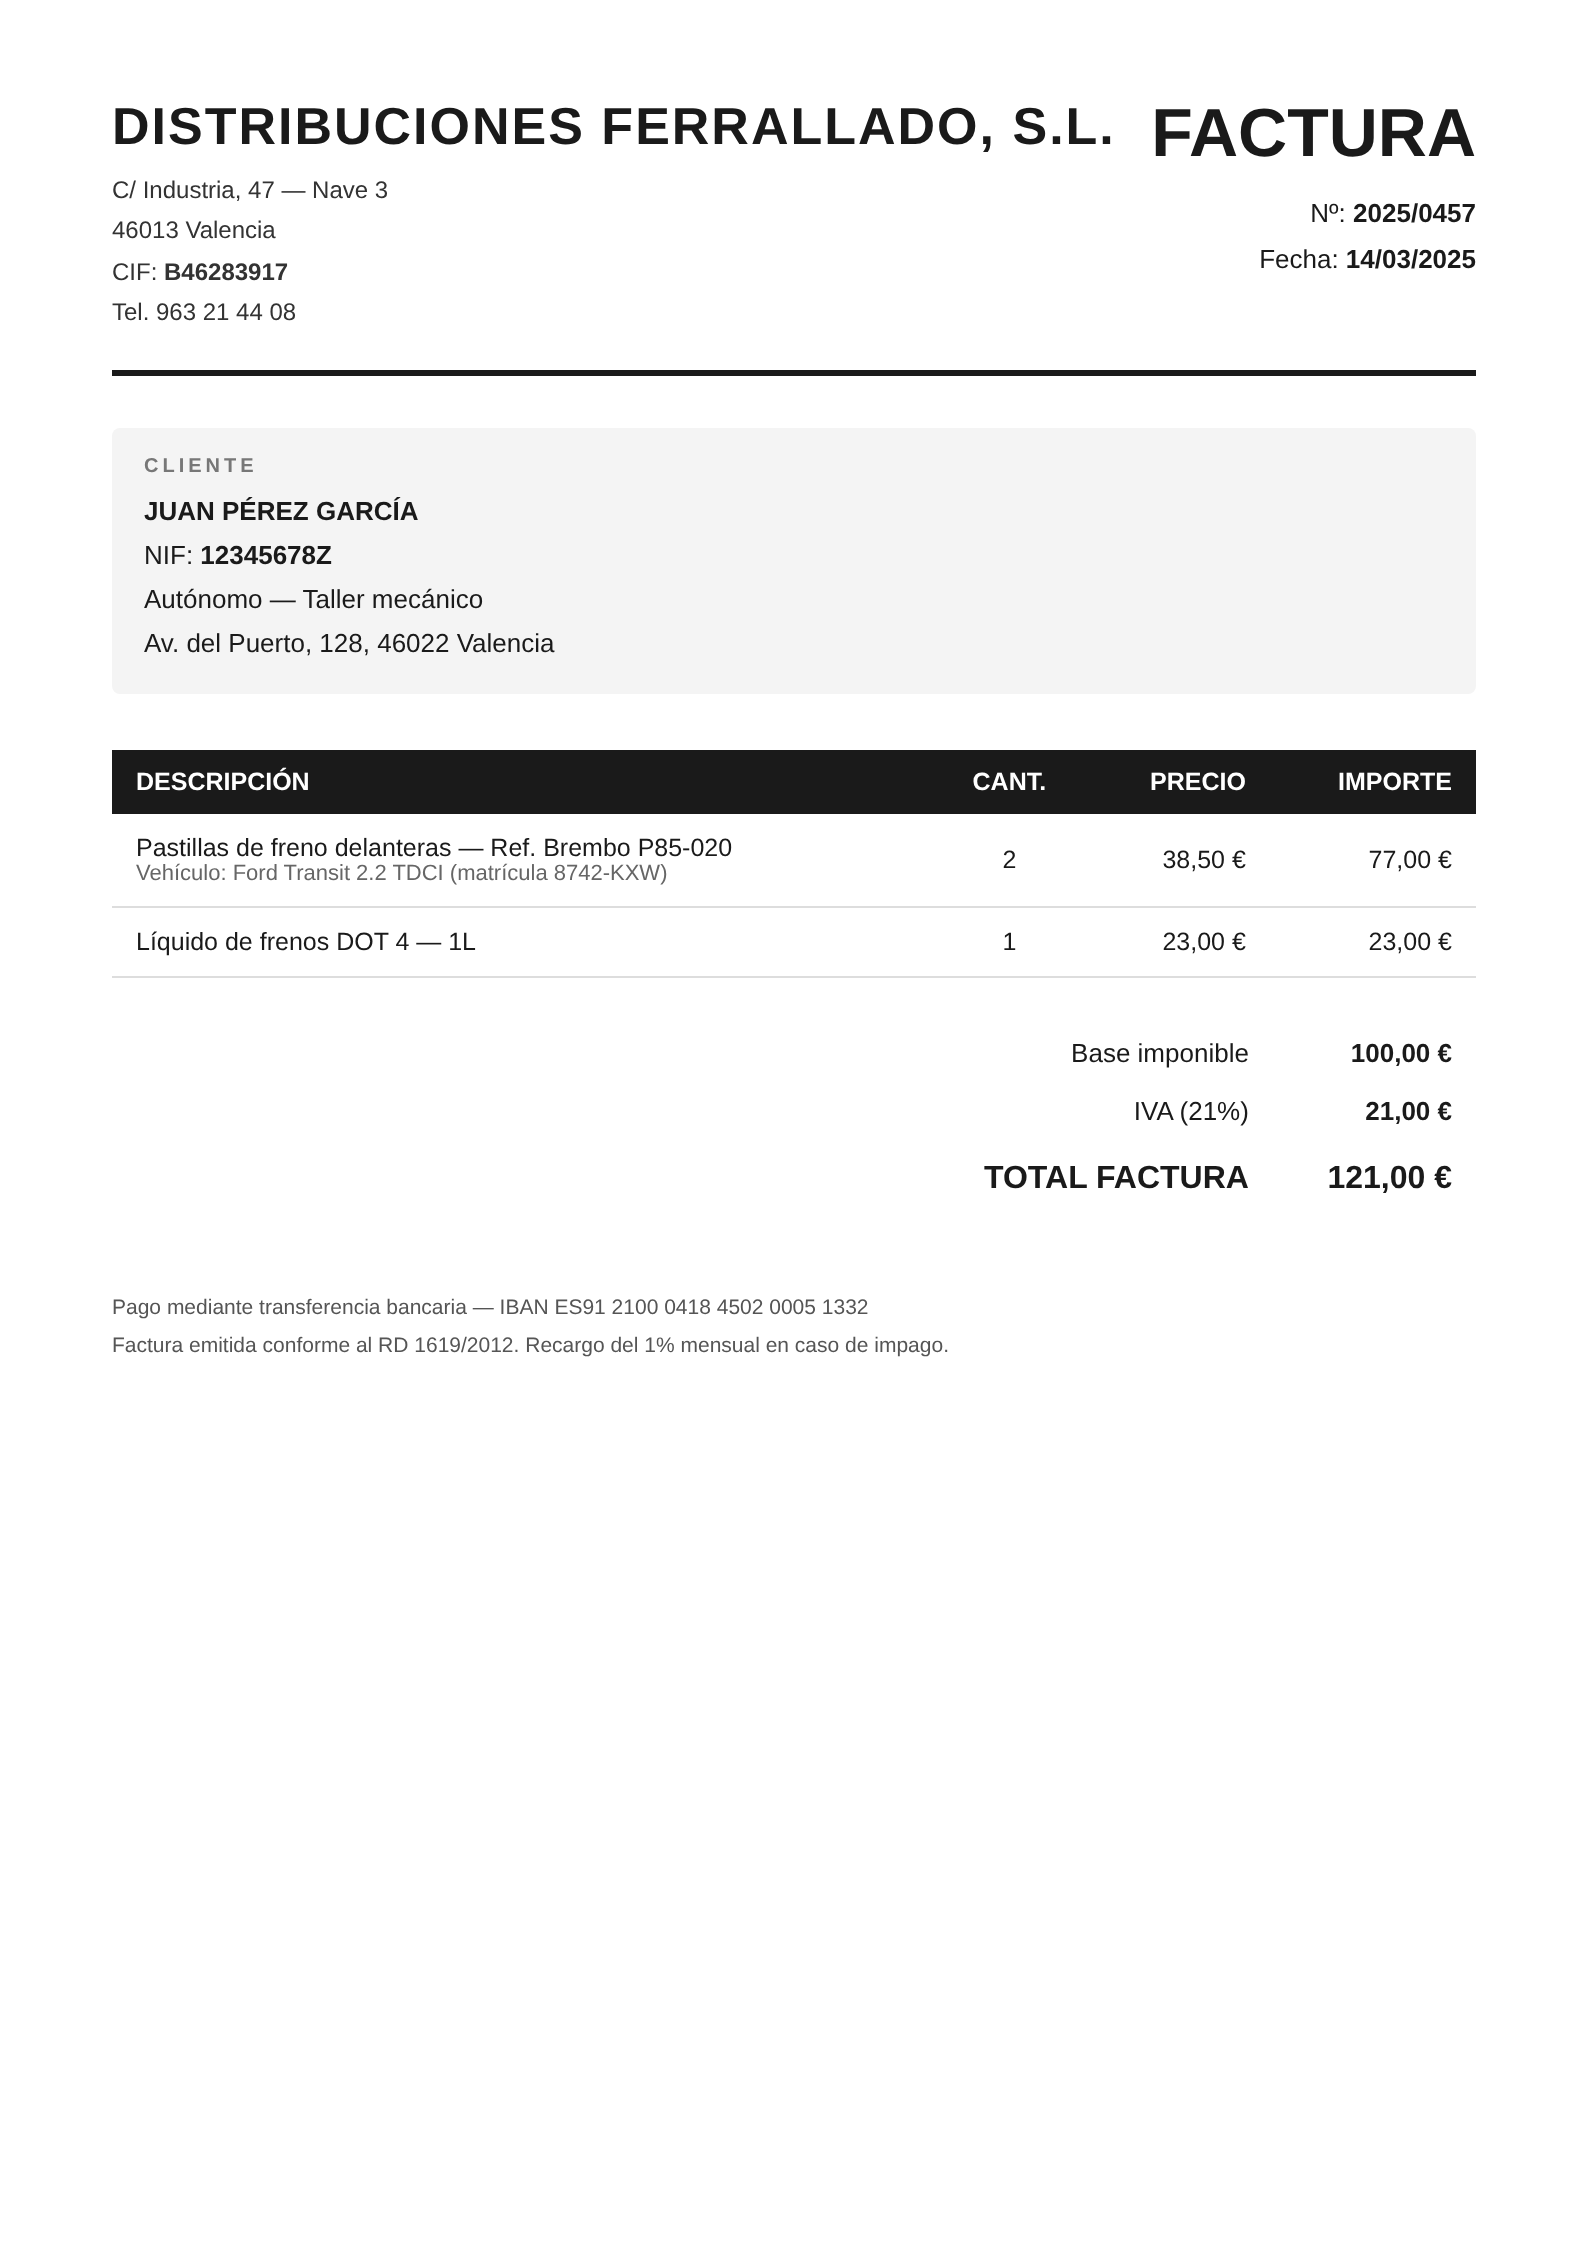 DISTRIBUCIONES FERRALLADO, S.L.
C/ Industria, 47 — Nave 3
46013 Valencia
CIF: B46283917
Tel. 963 21 44 08
FACTURA
Nº: 2025/0457
Fecha: 14/03/2025
CLIENTE
JUAN PÉREZ GARCÍA
NIF: 12345678Z
Autónomo — Taller mecánico
Av. del Puerto, 128, 46022 Valencia
DESCRIPCIÓN CANT. PRECIO IMPORTE
Pastillas de freno delanteras — Ref. Brembo P85-020 2 38,50 € 77,00 €
Vehículo: Ford Transit 2.2 TDCI (matrícula 8742-KXW)
Líquido de frenos DOT 4 — 1L 1 23,00 € 23,00 €
Base imponible 100,00 €
IVA (21%) 21,00 €
TOTAL FACTURA 121,00 €
Pago mediante transferencia bancaria — IBAN ES91 2100 0418 4502 0005 1332
Factura emitida conforme al RD 1619/2012. Recargo del 1% mensual en caso de impago.